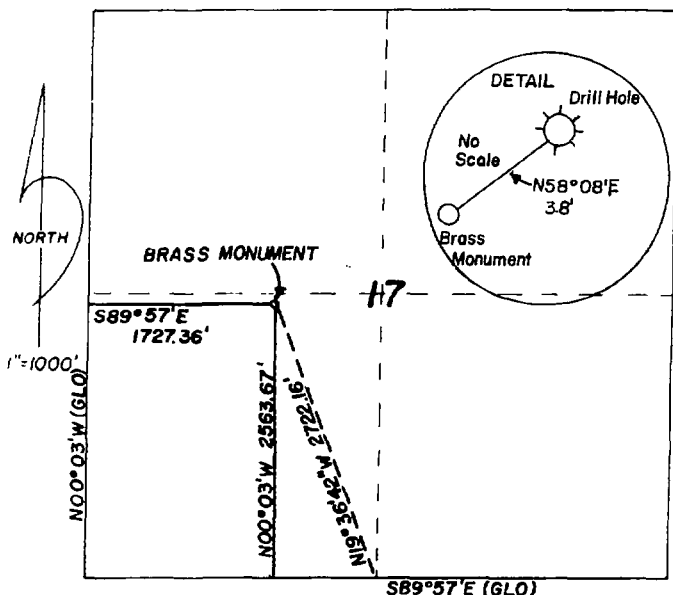 DETAIL
Drill Hole
No
Scale
N58°08'E
3.8'
Brass
Monument
NORTH
BRASS MONUMENT
17
S89°57'E
1727.36'
1"=1000'
N00°03'W (GLO)
N00°03'W 2563.67'
N19°36'42"W 2722.16'
S89°57'E (GLO)